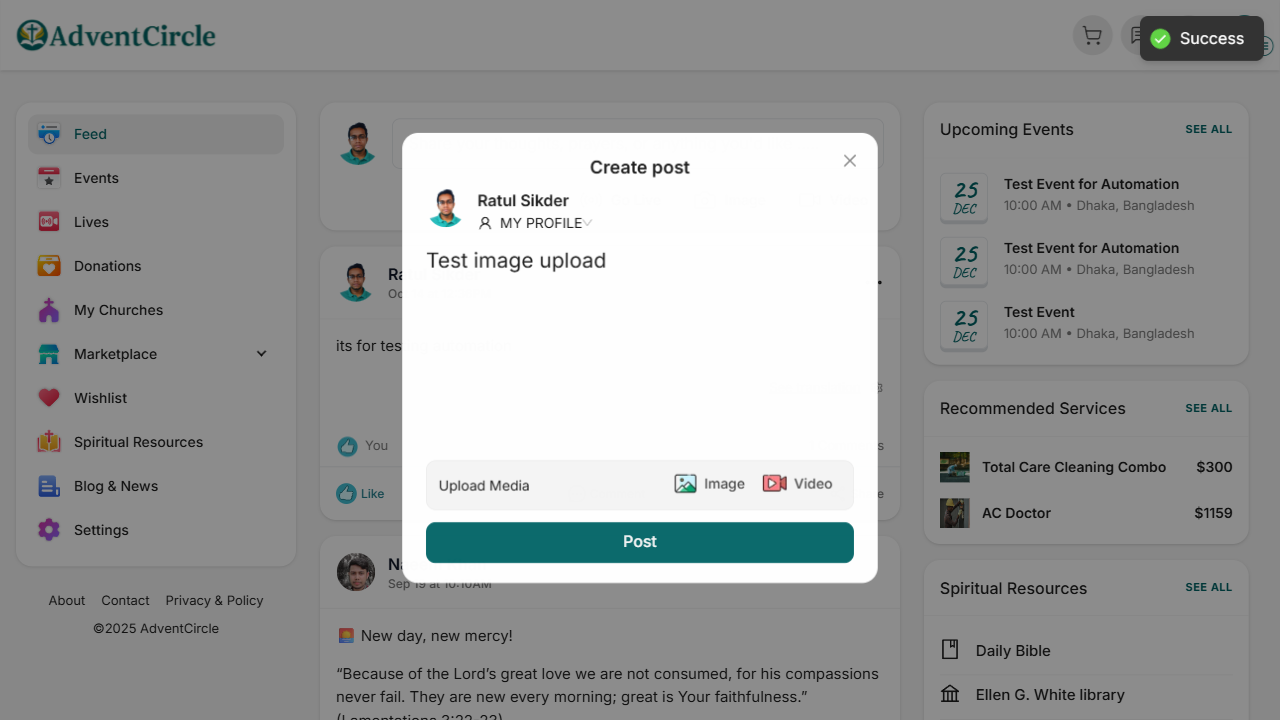 AdventCircle
Success
Feed
Events
Lives
Donations
My Churches
Marketplace
Wishlist
Spiritual Resources
Blog & News
Settings
About Contact Privacy & Policy
©2025 AdventCircle
Create post
Ratul Sikder
MY PROFILE
Test image upload
Upload Media
Image
Video
Post
its for tes
You
Like
Sep 19 at 10:10AM
New day, new mercy!
“Because of the Lord’s great love we are not consumed, for his compassions
never fail. They are new every morning; great is Your faithfulness.”
(Lamentations 3:22-23)
Upcoming Events
SEE ALL
25 DEC
Test Event for Automation
10:00 AM • Dhaka, Bangladesh
25 DEC
Test Event for Automation
10:00 AM • Dhaka, Bangladesh
25 DEC
Test Event
10:00 AM • Dhaka, Bangladesh
Recommended Services
SEE ALL
Total Care Cleaning Combo $300
AC Doctor $1159
Spiritual Resources
SEE ALL
Daily Bible
Ellen G. White library